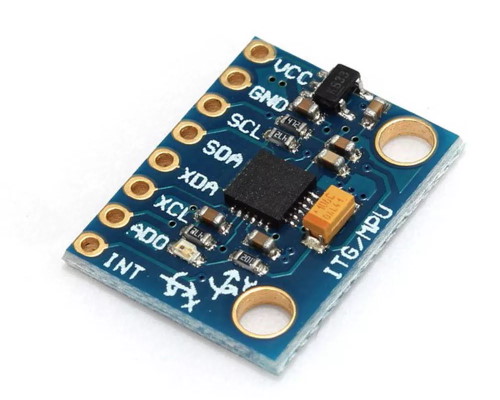 VCC
GND
SCL
SDA
XDA
XCL
ADO
INT
ITG/MPU
X
Y